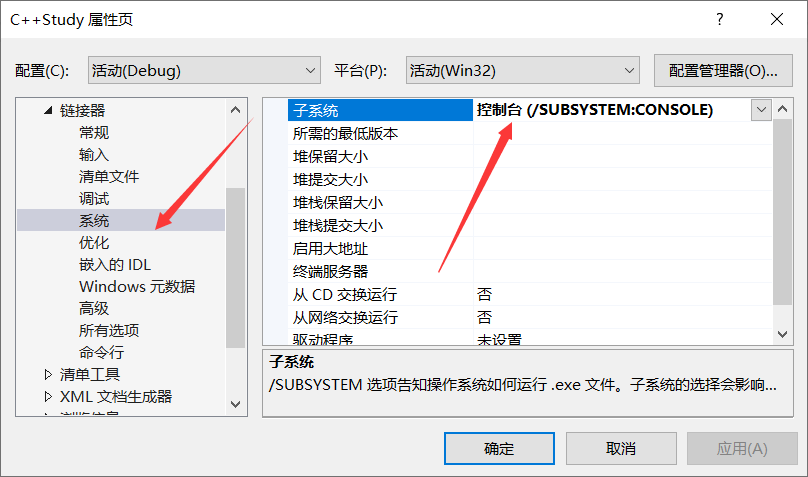 C++Study 属性页
?
配置(C):
活动(Debug)
平台(P):
活动(Win32)
配置管理器(O)...
链接器
常规
输入
清单文件
调试
系统
优化
嵌入的 IDL
Windows 元数据
高级
所有选项
命令行
清单工具
XML 文档生成器
子系统 控制台 (/SUBSYSTEM:CONSOLE)
所需的最低版本
堆保留大小
堆提交大小
堆栈保留大小
堆栈提交大小
启用大地址
终端服务器
从 CD 交换运行 否
从网络交换运行 否
驱动程序 未设置
子系统
/SUBSYSTEM 选项告知操作系统如何运行 .exe 文件。子系统的选择会影响...
确定
取消
应用(A)